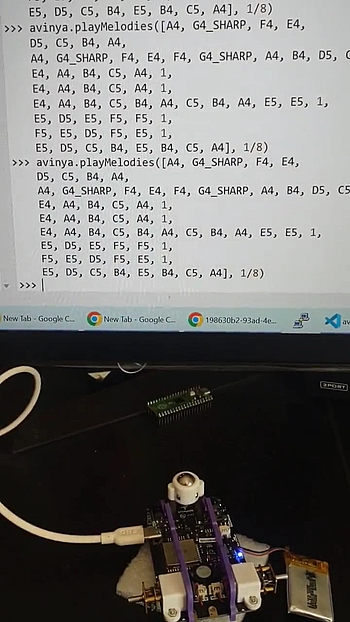 E5, D5, C5, B4, E5, B4, C5, A4], 1/8)
>>> avinya.playMelodies([A4, G4_SHARP, F4, E4,
D5, C5, B4, A4,
A4, G4_SHARP, F4, E4, F4, G4_SHARP, A4, B4, D5, C
E4, A4, B4, C5, A4, 1,
E4, A4, B4, C5, A4, 1,
E4, A4, B4, C5, B4, A4, C5, B4, A4, E5, E5, 1,
E5, D5, E5, F5, F5, 1,
F5, E5, D5, F5, E5, 1,
E5, D5, C5, B4, E5, B4, C5, A4], 1/8)
>>> avinya.playMelodies([A4, G4_SHARP, F4, E4,
D5, C5, B4, A4,
A4, G4_SHARP, F4, E4, F4, G4_SHARP, A4, B4, D5, C5
E4, A4, B4, C5, A4, 1,
E4, A4, B4, C5, A4, 1,
E4, A4, B4, C5, B4, A4, C5, B4, A4, E5, E5, 1,
E5, D5, E5, F5, F5, 1,
F5, E5, D5, F5, E5, 1,
E5, D5, C5, B4, E5, B4, C5, A4], 1/8)
>>>
New Tab - Google C... New Tab - Google C... 198630b2-93ad-4e... av
2PORT